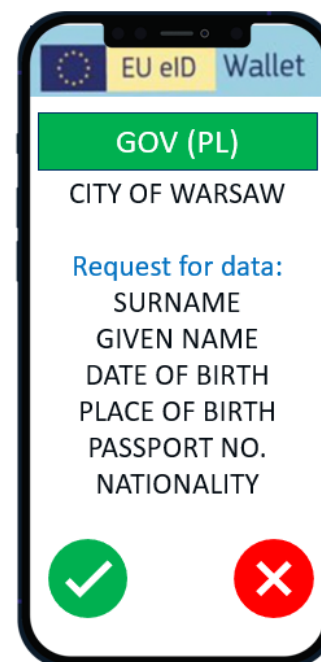 EU eID Wallet
GOV (PL)
CITY OF WARSAW
Request for data:
SURNAME
GIVEN NAME
DATE OF BIRTH
PLACE OF BIRTH
PASSPORT NO.
NATIONALITY